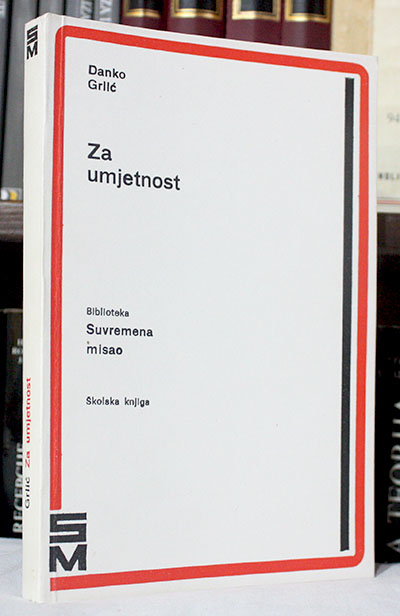 SM
Danko
Grlić
Za
umjetnost
Biblioteka
Suvremena
misao
Školska knjiga
SM
Grlić Za umjetnost